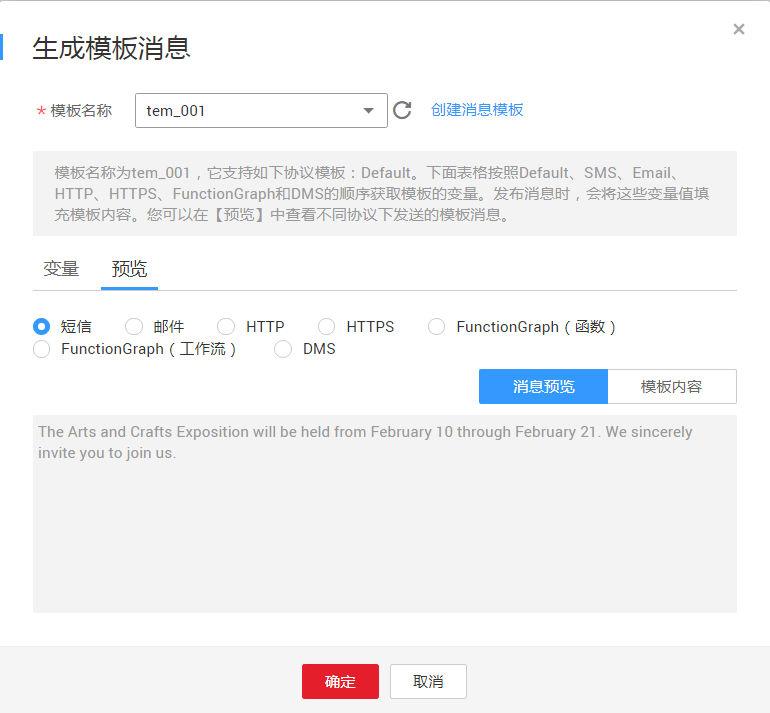 生成模板消息
* 模板名称 tem_001 创建消息模板
模板名称为tem_001，它支持如下协议模板：Default。下面表格按照Default、SMS、Email、
HTTP、HTTPS、FunctionGraph和DMS的顺序获取模板的变量。发布消息时，会将这些变量值填
充模板内容。您可以在【预览】中查看不同协议下发送的模板消息。
变量 预览
短信 邮件 HTTP HTTPS FunctionGraph（函数）
FunctionGraph（工作流） DMS
消息预览 模板内容
The Arts and Crafts Exposition will be held from February 10 through February 21. We sincerely
invite you to join us.
确定 取消